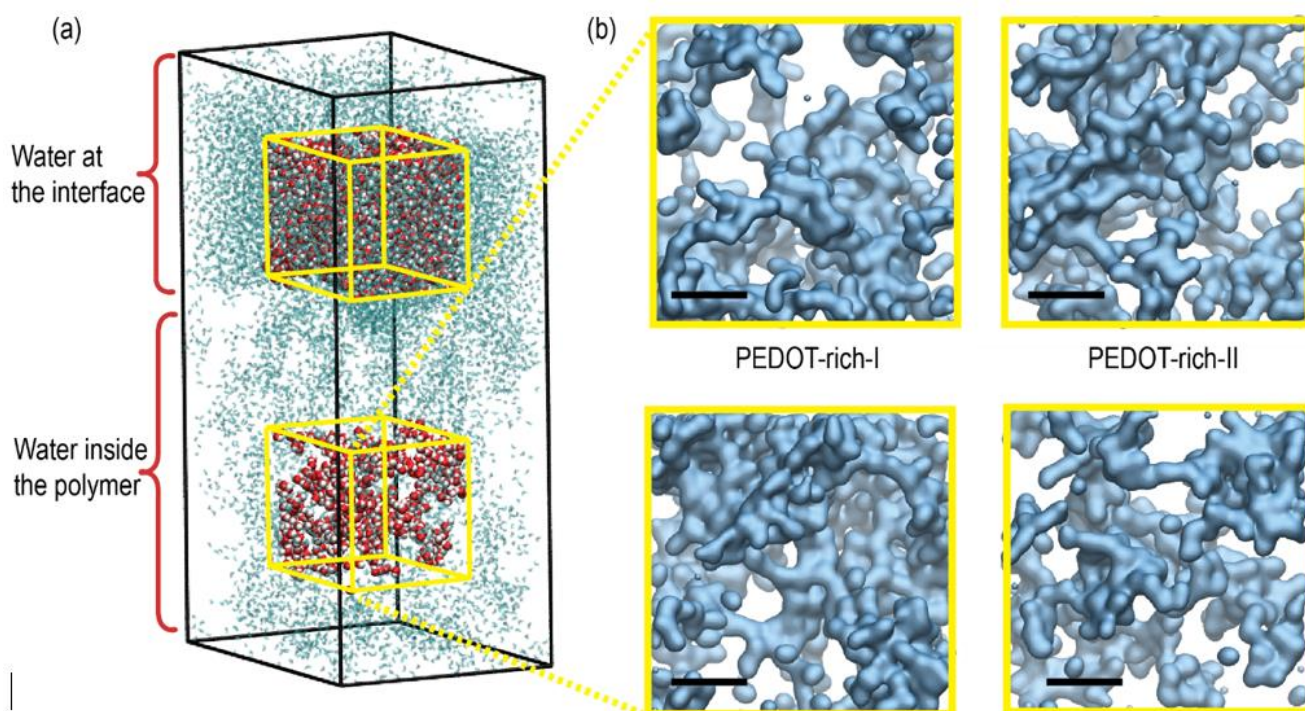 (a)
(b)
Water at
the interface
PEDOT-rich-I
PEDOT-rich-II
Water inside
the polymer